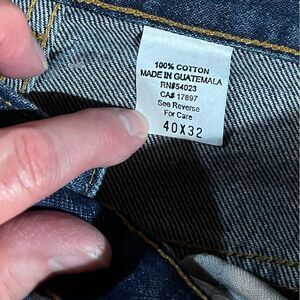 100% COTTON
MADE IN GUATEMALA
RN#54023
CA# 17897
See Reverse
For Care
40X32